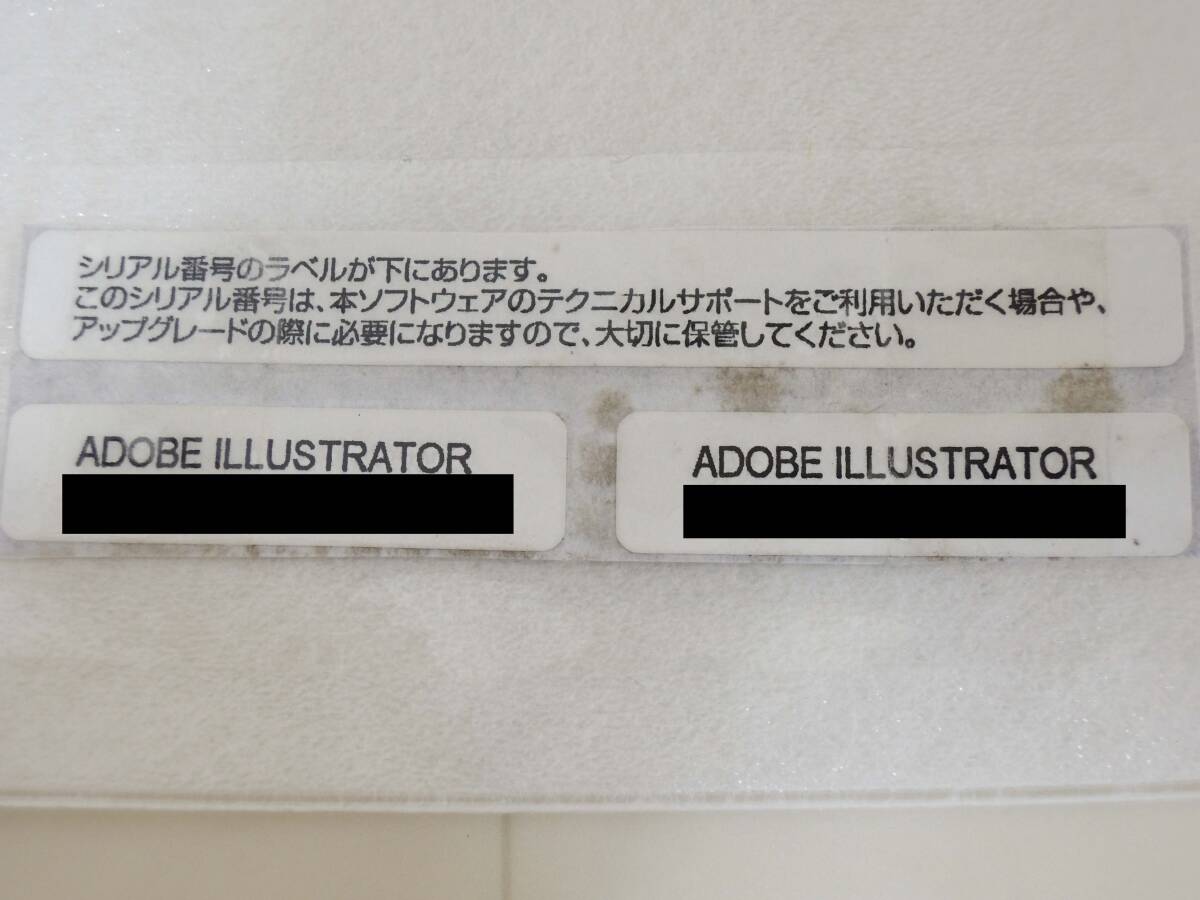 シリアル番号のラベルが下にあります。
このシリアル番号は、本ソフトウェアのテクニカルサポートをご利用いただく場合や、
アップグレードの際に必要になりますので、大切に保管してください。
ADOBE ILLUSTRATOR
ADOBE ILLUSTRATOR